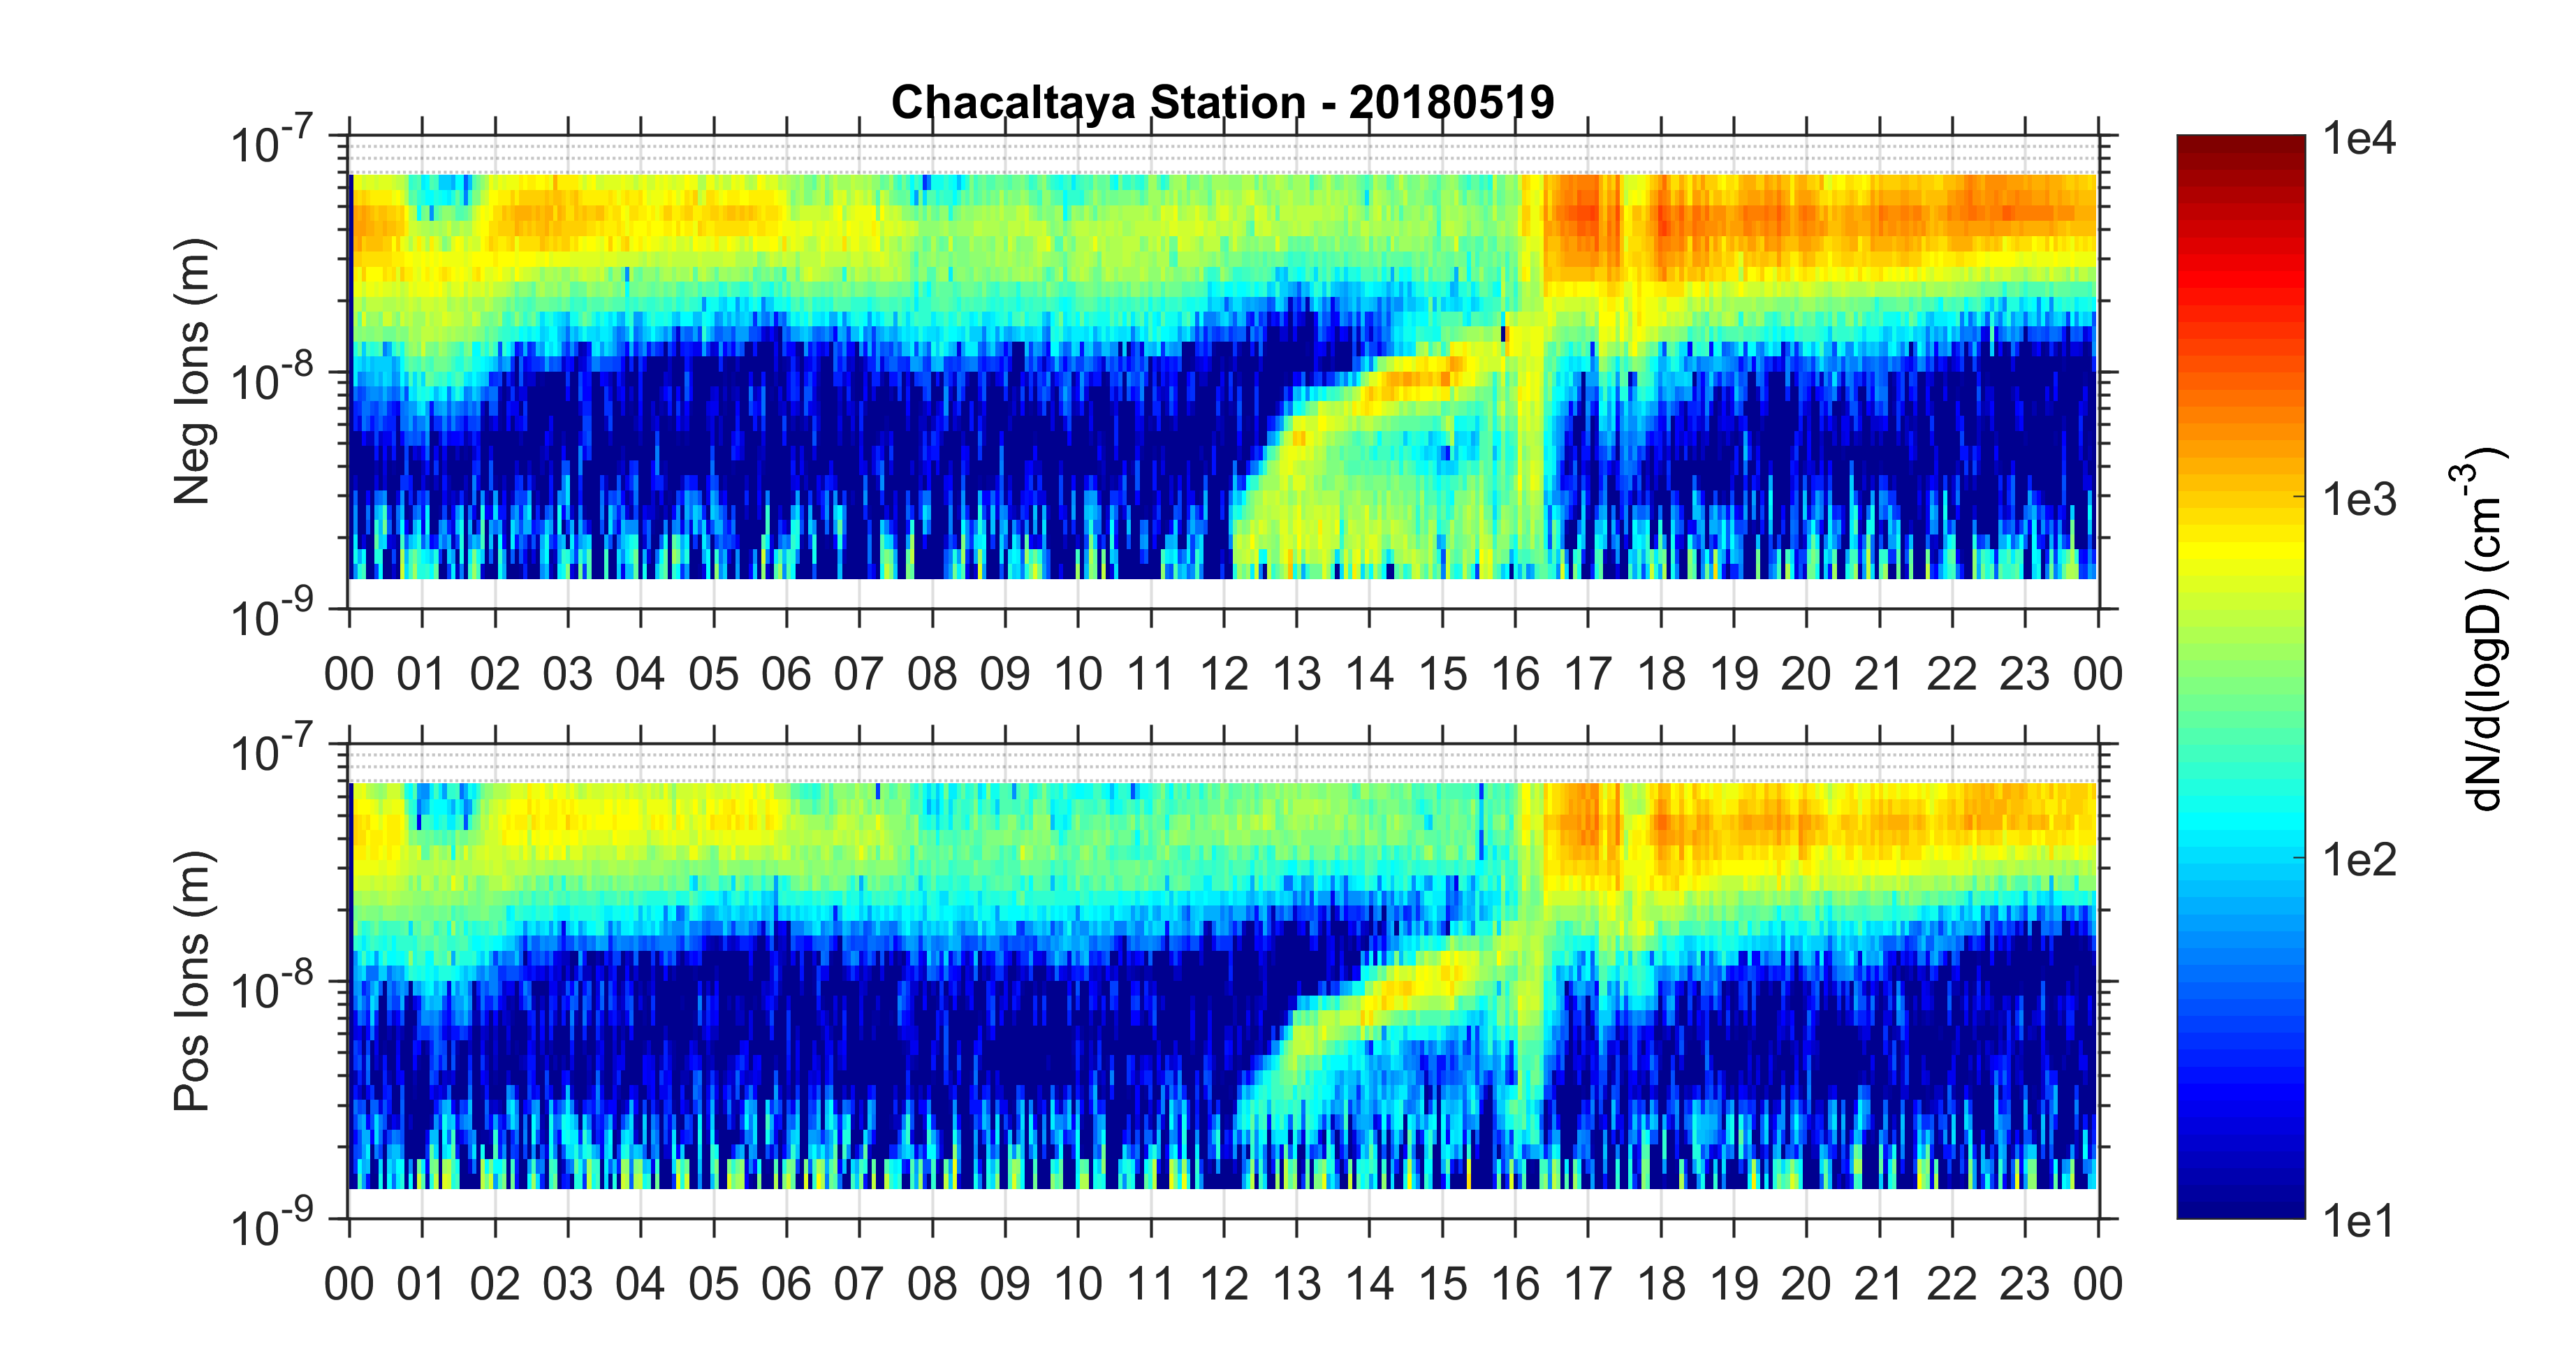 Chacaltaya Station - 20180519
10-7
10-8
10-9
Neg Ions (m)
00 01 02 03 04 05 06 07 08 09 10 11 12 13 14 15 16 17 18 19 20 21 22 23 00
10-7
10-8
10-9
Pos Ions (m)
00 01 02 03 04 05 06 07 08 09 10 11 12 13 14 15 16 17 18 19 20 21 22 23 00
1e4
1e3
1e2
1e1
dN/d(logD) (cm-3)